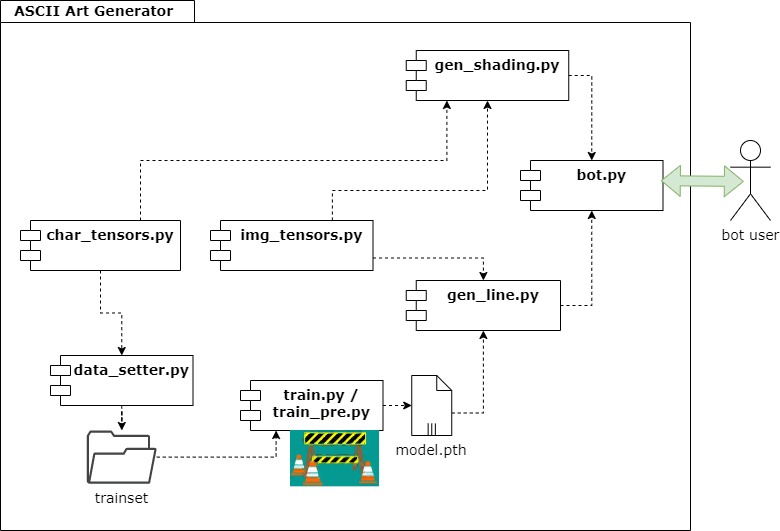 ASCII Art Generator
gen_shading.py
bot.py
bot user
char_tensors.py
img_tensors.py
gen_line.py
data_setter.py
train.py /
train_pre.py
model.pth
trainset